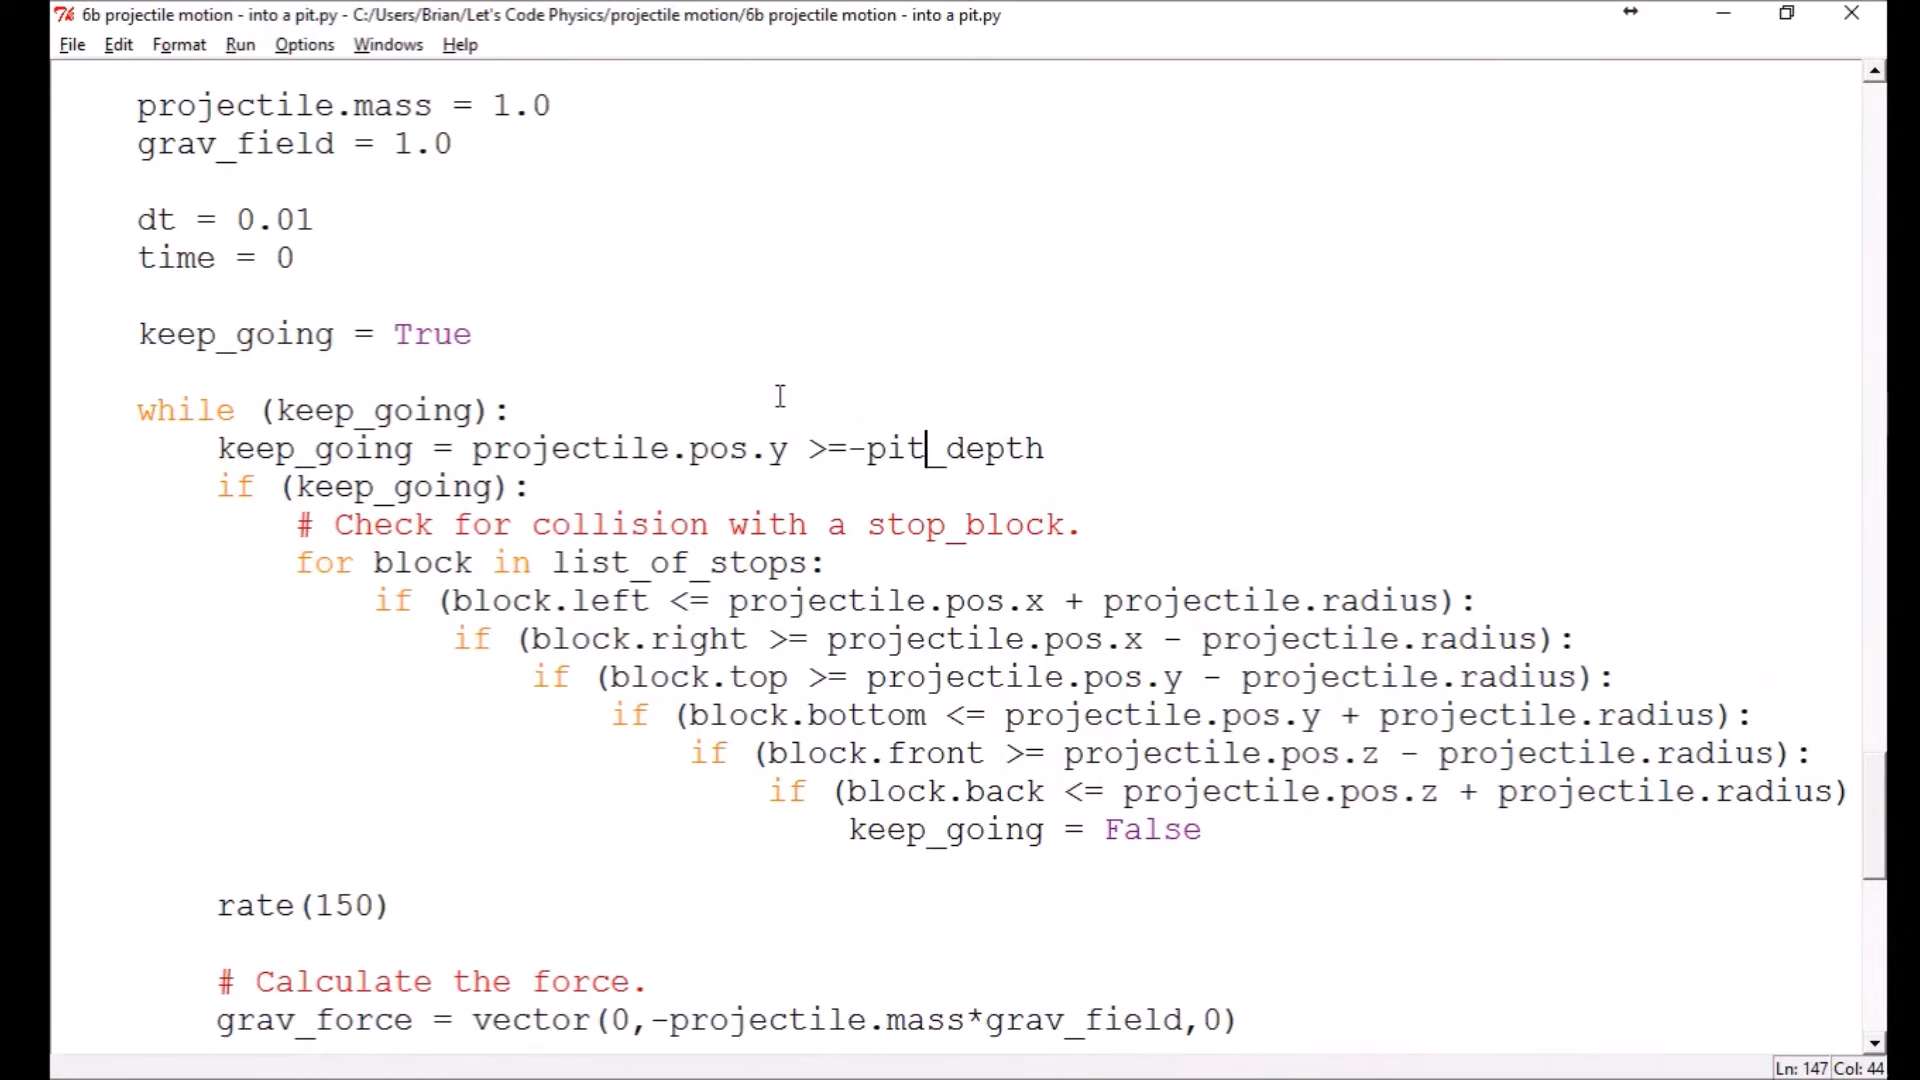 6b projectile motion - into a pit.py - C:/Users/Brian/Let's Code Physics/projectile motion/6b projectile motion - into a pit.py
File Edit Format Run Options Windows Help
projectile.mass = 1.0
grav_field = 1.0
dt = 0.01
time = 0
keep_going = True
while (keep_going):
keep_going = projectile.pos.y >=-pit_depth
if (keep_going):
# Check for collision with a stop_block.
for block in list_of_stops:
if (block.left <= projectile.pos.x + projectile.radius):
if (block.right >= projectile.pos.x - projectile.radius):
if (block.top >= projectile.pos.y - projectile.radius):
if (block.bottom <= projectile.pos.y + projectile.radius):
if (block.front >= projectile.pos.z - projectile.radius):
if (block.back <= projectile.pos.z + projectile.radius)
keep_going = False
rate(150)
# Calculate the force.
grav_force = vector(0,-projectile.mass*grav_field,0)
Ln: 147 Col: 44